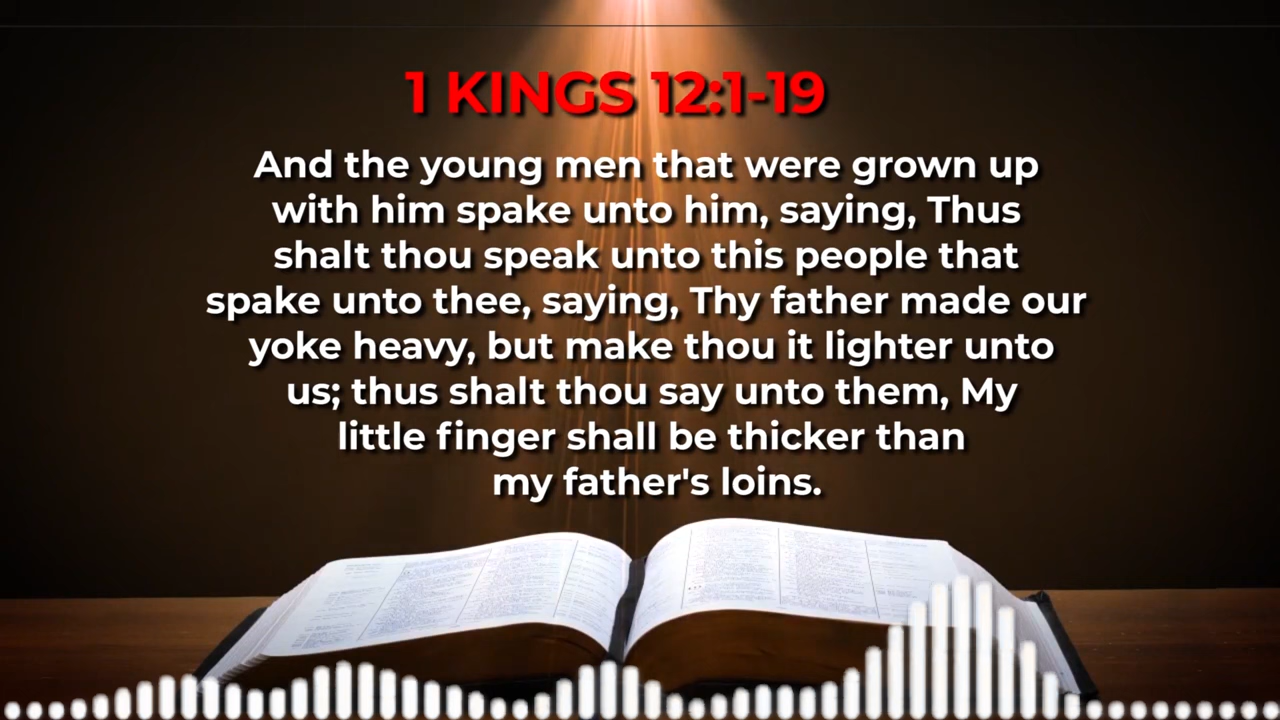 1 KINGS 12:1-19
And the young men that were grown up
with him spake unto him, saying, Thus
shalt thou speak unto this people that
spake unto thee, saying, Thy father made our
yoke heavy, but make thou it lighter unto
us; thus shalt thou say unto them, My
little finger shall be thicker than
my father's loins.